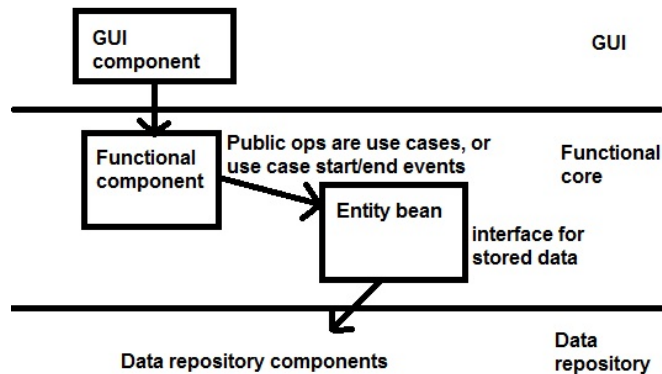 GUI
component
GUI
Functional
component
Public ops are use cases, or
use case start/end events
Functional
core
Entity bean
interface for
stored data
Data repository components
Data
repository